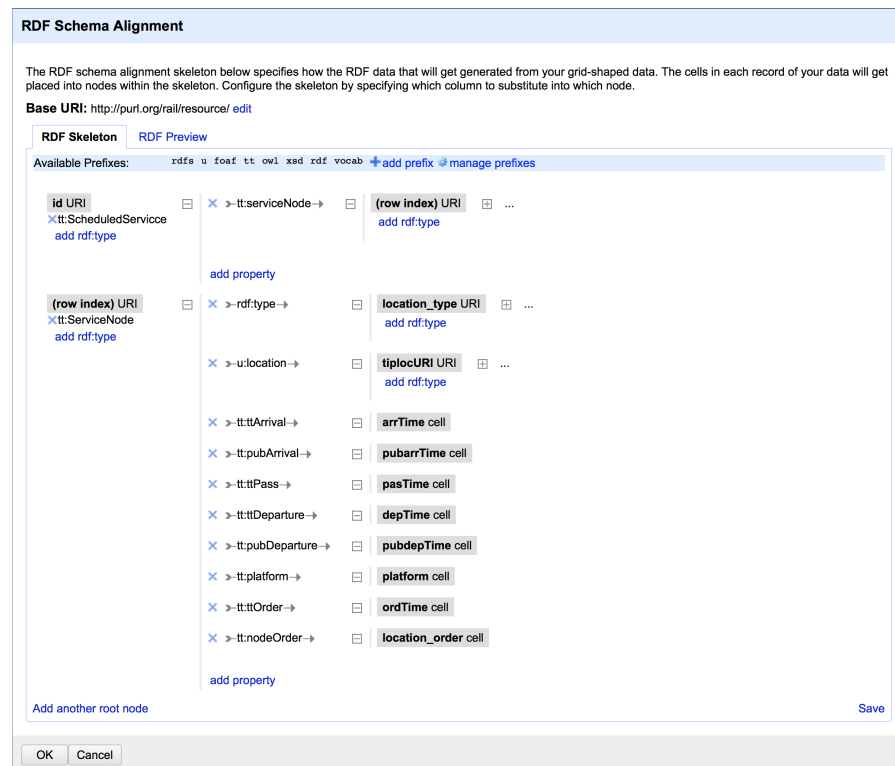 RDF Schema Alignment
The RDF schema alignment skeleton below specifies how the RDF data that will get generated from your grid-shaped data. The cells in each record of your data will get
placed into nodes within the skeleton. Configure the skeleton by specifying which column to substitute into which node.
Base URI: http://purl.org/rail/resource/ edit
RDF Skeleton RDF Preview
Available Prefixes: rdfs u foaf tt owl xsd rdf vocab add prefix manage prefixes
id URI tt:serviceNode (row index) URI ...
tt:ScheduledServicce add rdf:type
add rdf:type
add property
(row index) URI rdf:type location_type URI ...
tt:ServiceNode add rdf:type
add rdf:type
u:location tiplocURI URI ...
add rdf:type
tt:ttArrival arrTime cell
tt:pubArrival pubarrTime cell
tt:ttPass pasTime cell
tt:ttDeparture depTime cell
tt:pubDeparture pubdepTime cell
tt:platform platform cell
tt:ttOrder ordTime cell
tt:nodeOrder location_order cell
add property
Add another root node Save
OK Cancel